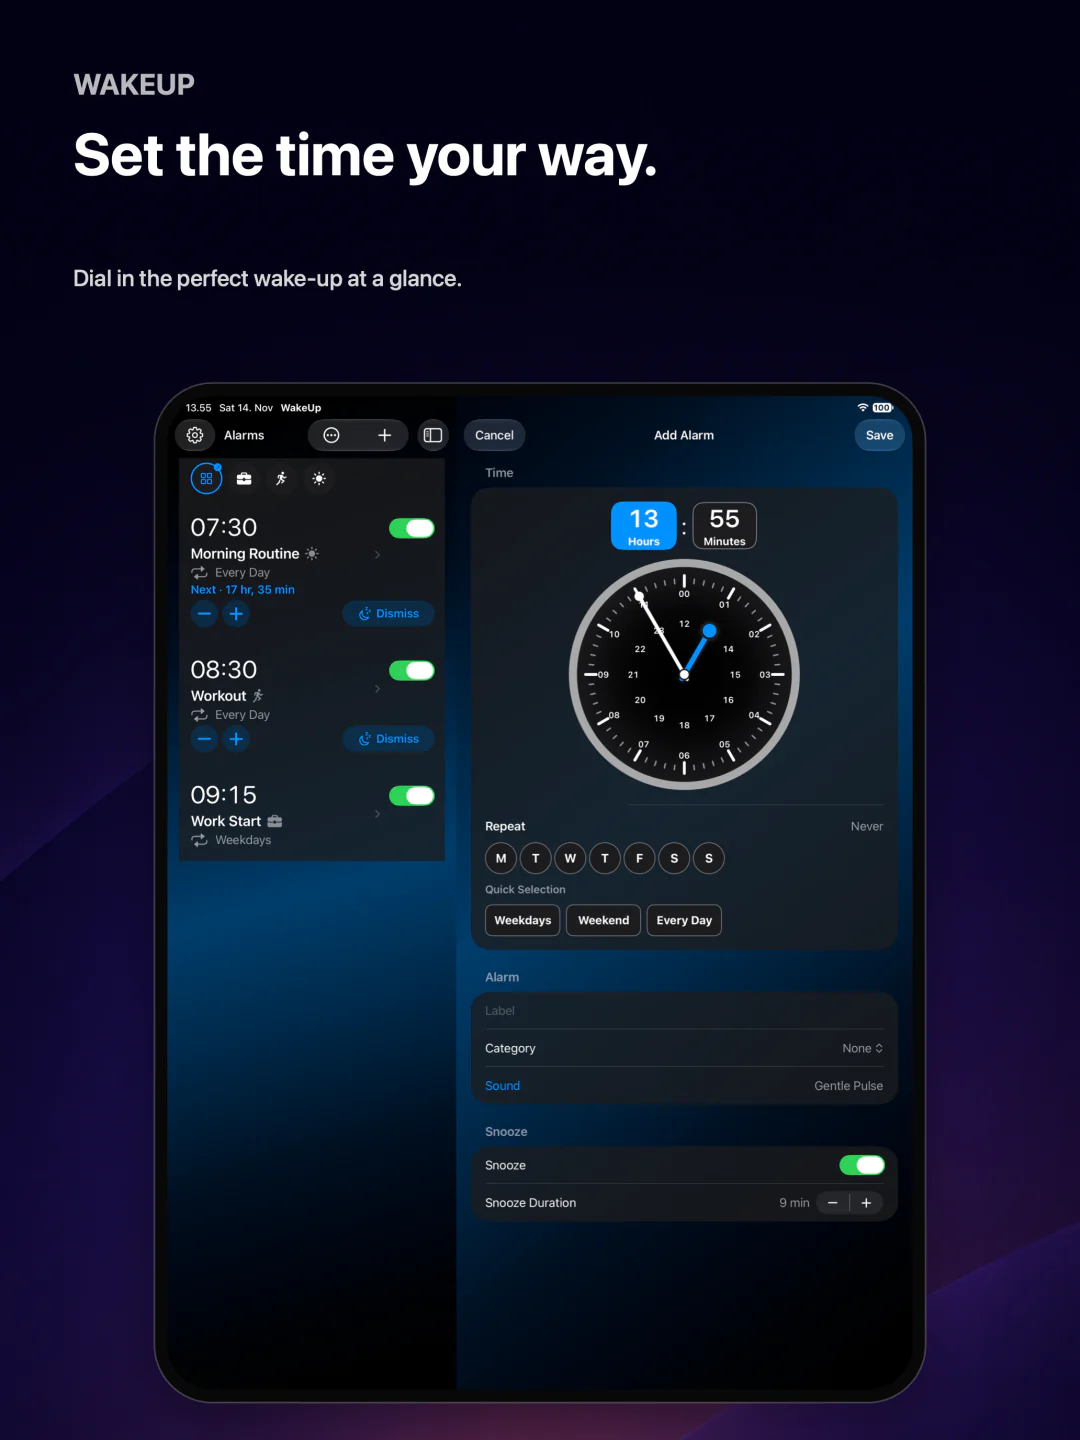 WAKEUP
Set the time your way.
Dial in the perfect wake-up at a glance.
13.55 Sat 14. Nov WakeUp
100
Alarms
Cancel
Add Alarm
Save
07:30
Morning Routine
Every Day
Next · 17 hr, 35 min
Dismiss
08:30
Workout
Every Day
Dismiss
09:15
Work Start
Weekdays
Time
13 : 55
Hours Minutes
00
11 01
12
10 23 02
22 14
09 21 15 03
20 16
08 19 18 17 04
07 05
06
Repeat
Never
M T W T F S S
Quick Selection
Weekdays Weekend Every Day
Alarm
Label
Category None
Sound Gentle Pulse
Snooze
Snooze
Snooze Duration 9 min